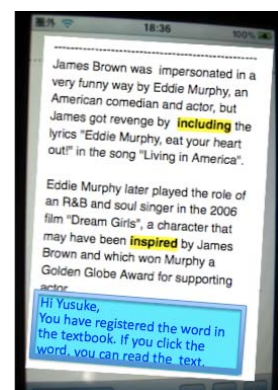 圏外 18:36 100%
James Brown was impersonated in a
very funny way by Eddie Murphy, an
American comedian and actor, but
James got revenge by including the
lyrics "Eddie Murphy, eat your heart
out!" in the song "Living in America".
Eddie Murphy later played the role of
an R&B and soul singer in the 2006
film "Dream Girls", a character that
may have been inspired by James
Brown and which won Murphy a
Golden Globe Award for supporting
actor
Hi Yusuke,
You have registered the word in
the textbook. If you click the
word, you can read the text.